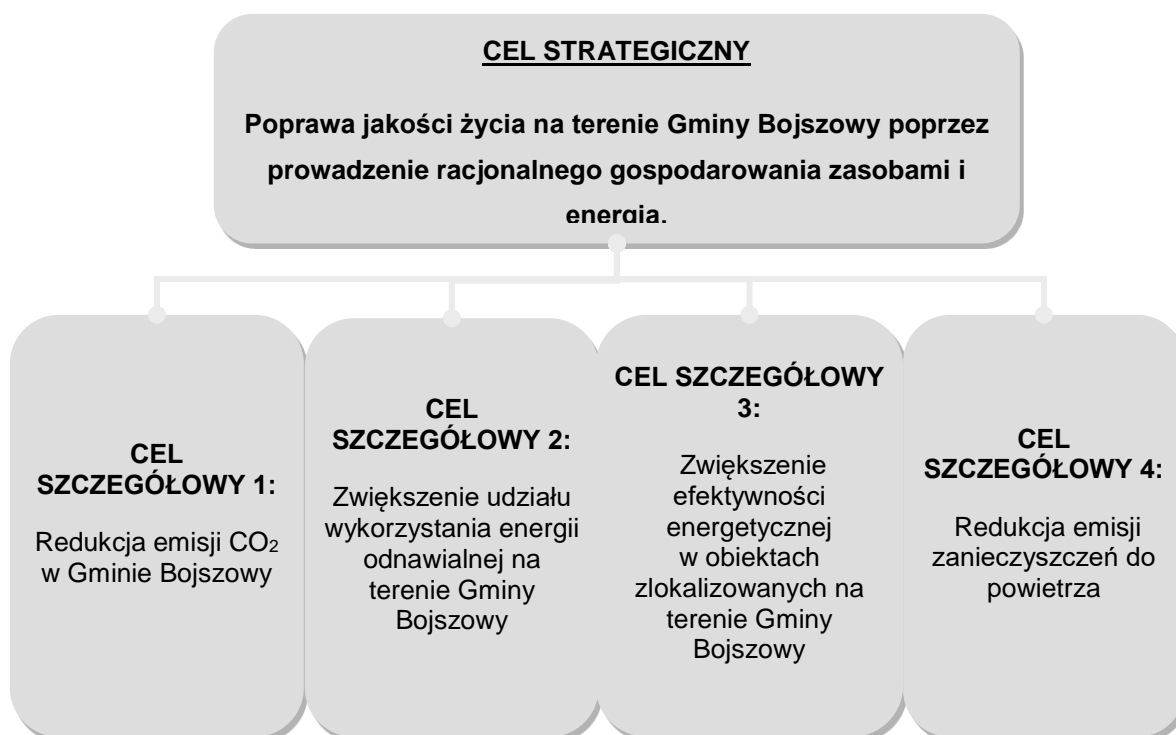 CEL STRATEGICZNY
Poprawa jakości życia na terenie Gminy Bojszowy poprzez
prowadzenie racjonalnego gospodarowania zasobami i
energią.
CEL
SZCZEGÓŁOWY 1:
Redukcja emisji CO₂
w Gminie Bojszowy
CEL
SZCZEGÓŁOWY 2:
Zwiększenie udziału
wykorzystania energii
odnawialnej na
terenie Gminy
Bojszowy
CEL SZCZEGÓŁOWY
3:
Zwiększenie
efektywności
energetycznej
w obiektach
zlokalizowanych na
terenie Gminy
Bojszowy
CEL
SZCZEGÓŁOWY 4:
Redukcja emisji
zanieczyszczeń do
powietrza